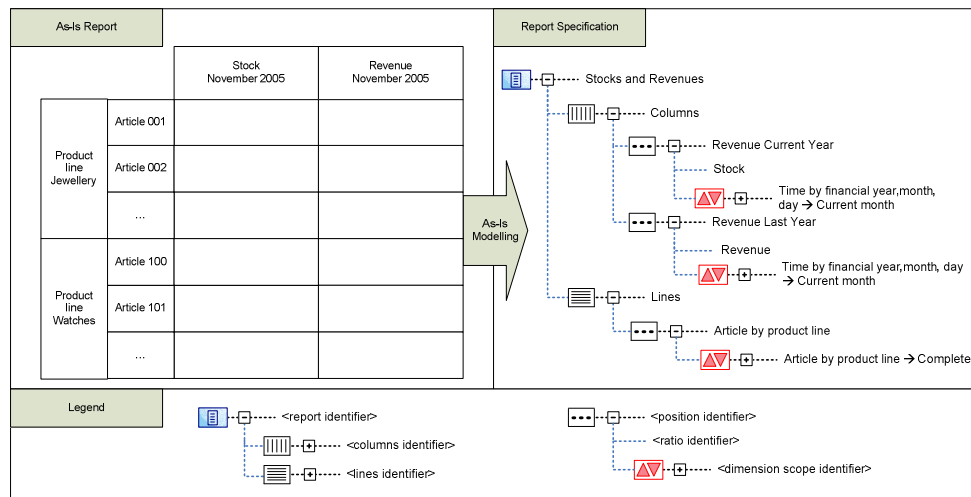 As-Is Report
Stock
November 2005
Revenue
November 2005
Product
line
Jewellery
Article 001
Article 002
...
Product
line
Watches
Article 100
Article 101
...
As-Is
Modelling
Report Specification
Stocks and Revenues
Columns
Revenue Current Year
Stock
Time by financial year,month,
day → Current month
Revenue Last Year
Revenue
Time by financial year,month, day
→ Current month
Lines
Article by product line
Article by product line → Complete
Legend
<report identifier>
<columns identifier>
<lines identifier>
<position identifier>
<ratio identifier>
<dimension scope identifier>